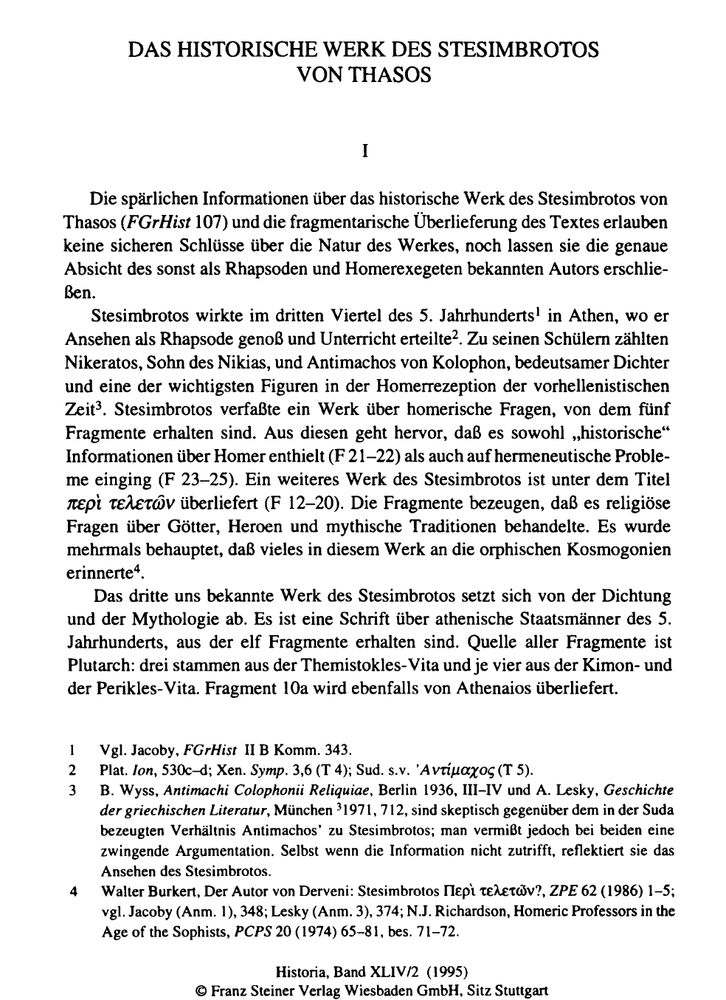 DAS HISTORISCHE WERK DES STESIMBROTOS
VON THASOS
I
Die spärlichen Informationen über das historische Werk des Stesimbrotos von
Thasos (FGrHist 107) und die fragmentarische Überlieferung des Textes erlauben
keine sicheren Schlüsse über die Natur des Werkes, noch lassen sie die genaue
Absicht des sonst als Rhapsoden und Homerexegeten bekannten Autors erschlie-
ßen.
Stesimbrotos wirkte im dritten Viertel des 5. Jahrhunderts¹ in Athen, wo er
Ansehen als Rhapsode genoß und Unterricht erteilte². Zu seinen Schülern zählten
Nikeratos, Sohn des Nikias, und Antimachos von Kolophon, bedeutsamer Dichter
und eine der wichtigsten Figuren in der Homerrezeption der vorhellenistischen
Zeit³. Stesimbrotos verfaßte ein Werk über homerische Fragen, von dem fünf
Fragmente erhalten sind. Aus diesen geht hervor, daß es sowohl „historische“
Informationen über Homer enthielt (F 21–22) als auch auf hermeneutische Proble-
me einging (F 23–25). Ein weiteres Werk des Stesimbrotos ist unter dem Titel
περὶ τελετῶν überliefert (F 12–20). Die Fragmente bezeugen, daß es religiöse
Fragen über Götter, Heroen und mythische Traditionen behandelte. Es wurde
mehrmals behauptet, daß vieles in diesem Werk an die orphischen Kosmogonien
erinnerte⁴.
Das dritte uns bekannte Werk des Stesimbrotos setzt sich von der Dichtung
und der Mythologie ab. Es ist eine Schrift über athenische Staatsmänner des 5.
Jahrhunderts, aus der elf Fragmente erhalten sind. Quelle aller Fragmente ist
Plutarch: drei stammen aus der Themistokles-Vita und je vier aus der Kimon- und
der Perikles-Vita. Fragment 10a wird ebenfalls von Athenaios überliefert.
1 Vgl. Jacoby, FGrHist II B Komm. 343.
2 Plat. Ion, 530c–d; Xen. Symp. 3,6 (T 4); Sud. s.v. ’Αντίμαχος (T 5).
3 B. Wyss, Antimachi Colophonii Reliquiae, Berlin 1936, III–IV und A. Lesky, Geschichte
der griechischen Literatur, München ³1971, 712, sind skeptisch gegenüber dem in der Suda
bezeugten Verhältnis Antimachos’ zu Stesimbrotos; man vermißt jedoch bei beiden eine
zwingende Argumentation. Selbst wenn die Information nicht zutrifft, reflektiert sie das
Ansehen des Stesimbrotos.
4 Walter Burkert, Der Autor von Derveni: Stesimbrotos Περὶ τελετῶν?, ZPE 62 (1986) 1–5;
vgl. Jacoby (Anm. 1), 348; Lesky (Anm. 3), 374; N.J. Richardson, Homeric Professors in the
Age of the Sophists, PCPS 20 (1974) 65–81, bes. 71–72.
Historia, Band XLIV/2 (1995)
© Franz Steiner Verlag Wiesbaden GmbH, Sitz Stuttgart